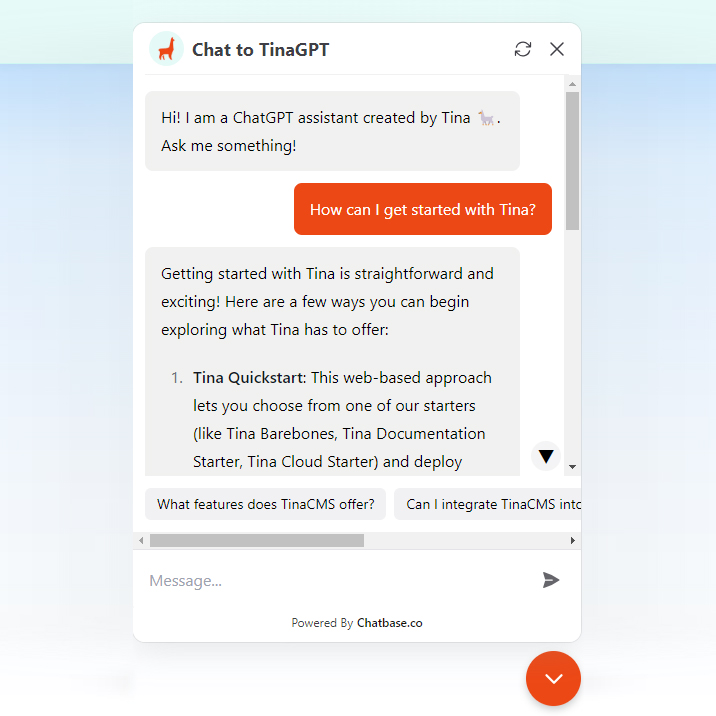 Chat to TinaGPT
Hi! I am a ChatGPT assistant created by Tina 🦙.
Ask me something!
How can I get started with Tina?
Getting started with Tina is straightforward and
exciting! Here are a few ways you can begin
exploring what Tina has to offer:
1. Tina Quickstart: This web-based approach
lets you choose from one of our starters
(like Tina Barebones, Tina Documentation
Starter, Tina Cloud Starter) and deploy
What features does TinaCMS offer?
Can I integrate TinaCMS into
Message...
Powered By Chatbase.co